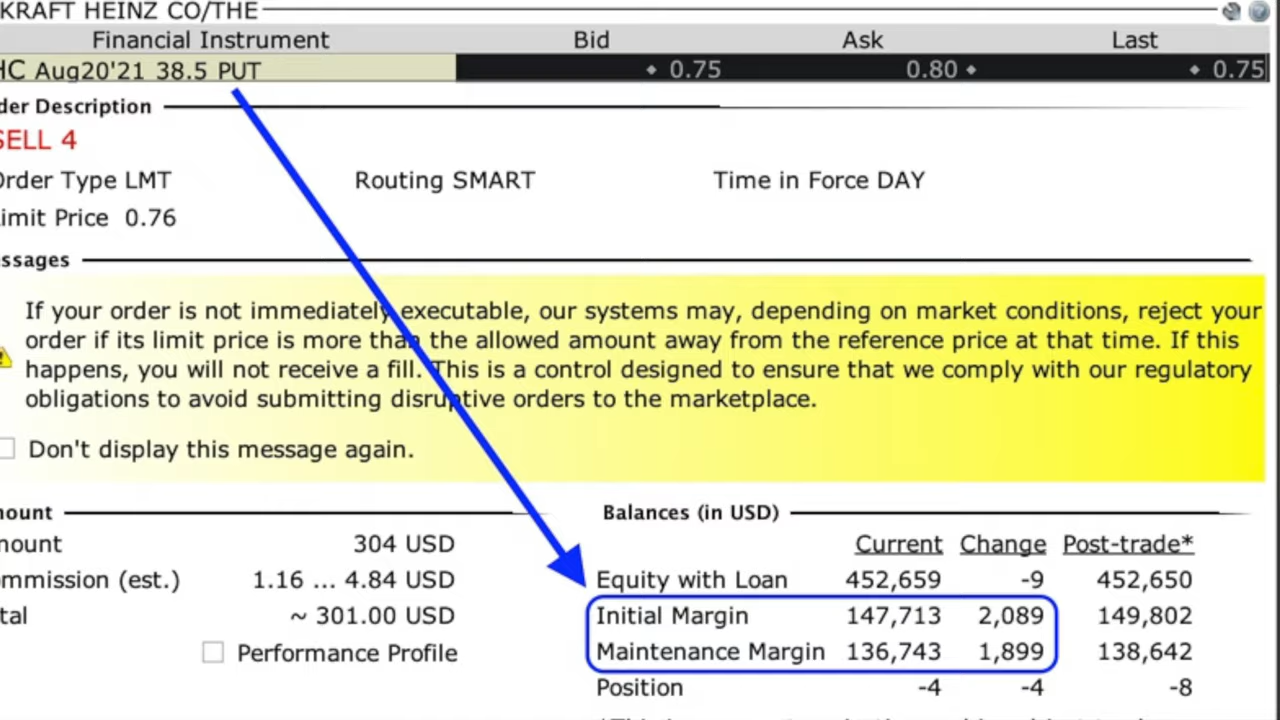 KRAFT HEINZ CO/THE
Financial Instrument Bid Ask Last
HC Aug20'21 38.5 PUT 0.75 0.80 0.75
der Description
SELL 4
Order Type LMT Routing SMART Time in Force DAY
imit Price 0.76
ssages
If your order is not immediately executable, our systems may, depending on market conditions, reject your
order if its limit price is more than the allowed amount away from the reference price at that time. If this
happens, you will not receive a fill. This is a control designed to ensure that we comply with our regulatory
obligations to avoid submitting disruptive orders to the marketplace.
Don't display this message again.
mount Balances (in USD)
mount 304 USD Current Change Post-trade*
mmission (est.) 1.16 ... 4.84 USD Equity with Loan 452,659 -9 452,650
tal ~ 301.00 USD Initial Margin 147,713 2,089 149,802
Performance Profile Maintenance Margin 136,743 1,899 138,642
Position -4 -4 -8